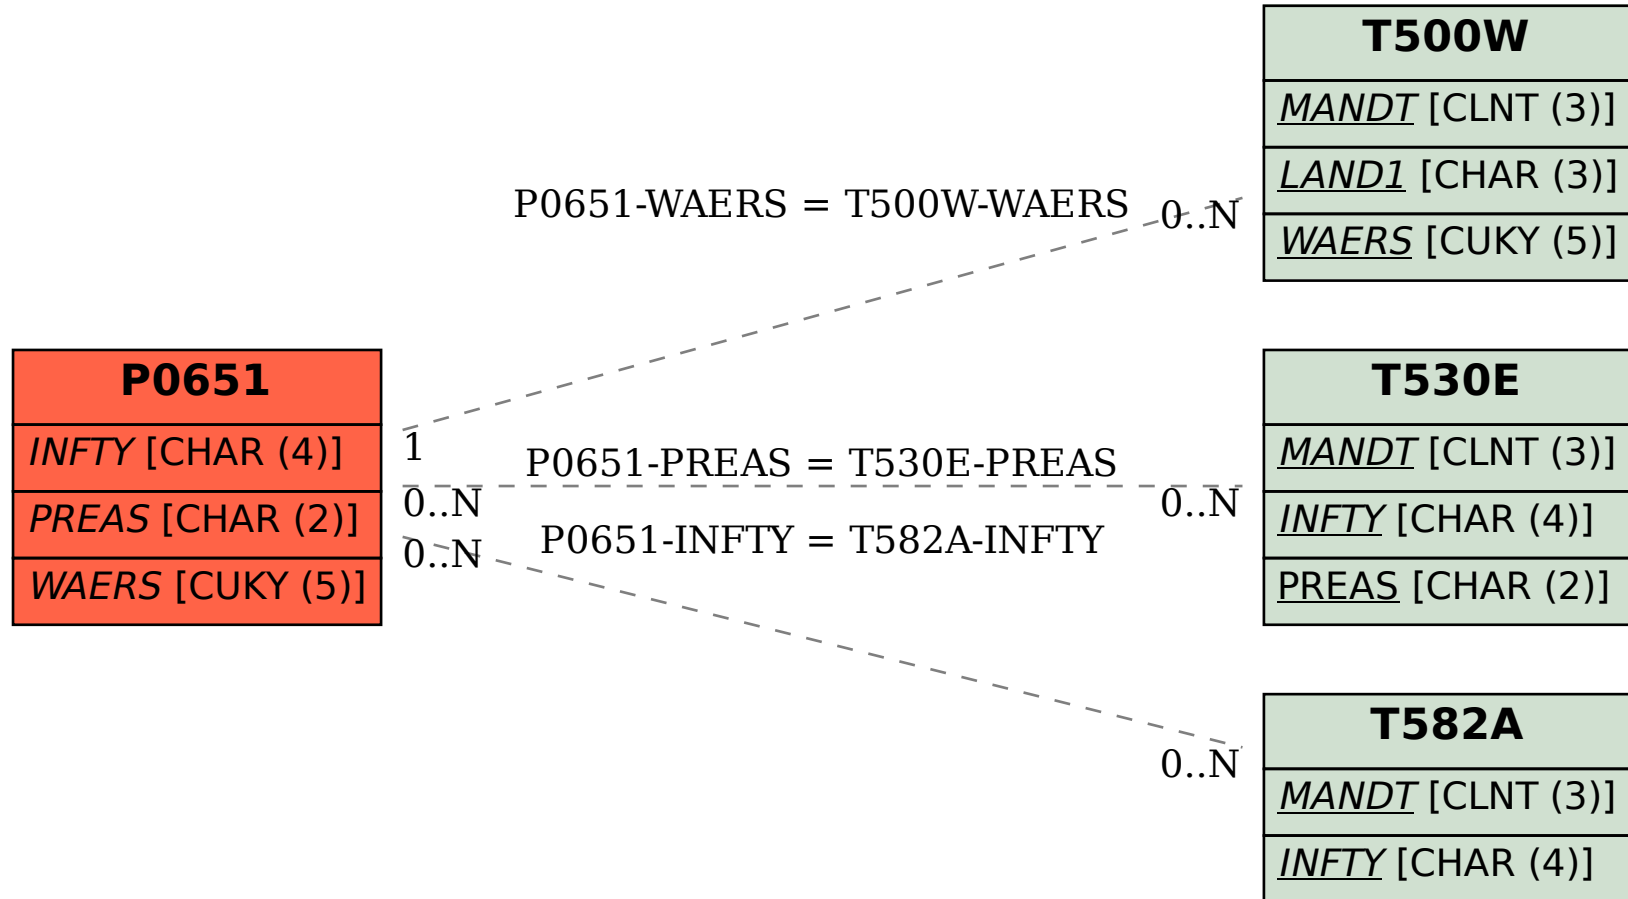 T500W
MANDT [CLNT (3)]
LAND1 [CHAR (3)]
WAERS [CUKY (5)]
P0651-WAERS = T500W-WAERS
0..N
P0651
INFTY [CHAR (4)]
PREAS [CHAR (2)]
WAERS [CUKY (5)]
1
P0651-PREAS = T530E-PREAS
0..N
0..N
P0651-INFTY = T582A-INFTY
0..N
0..N
T530E
MANDT [CLNT (3)]
INFTY [CHAR (4)]
PREAS [CHAR (2)]
T582A
MANDT [CLNT (3)]
INFTY [CHAR (4)]